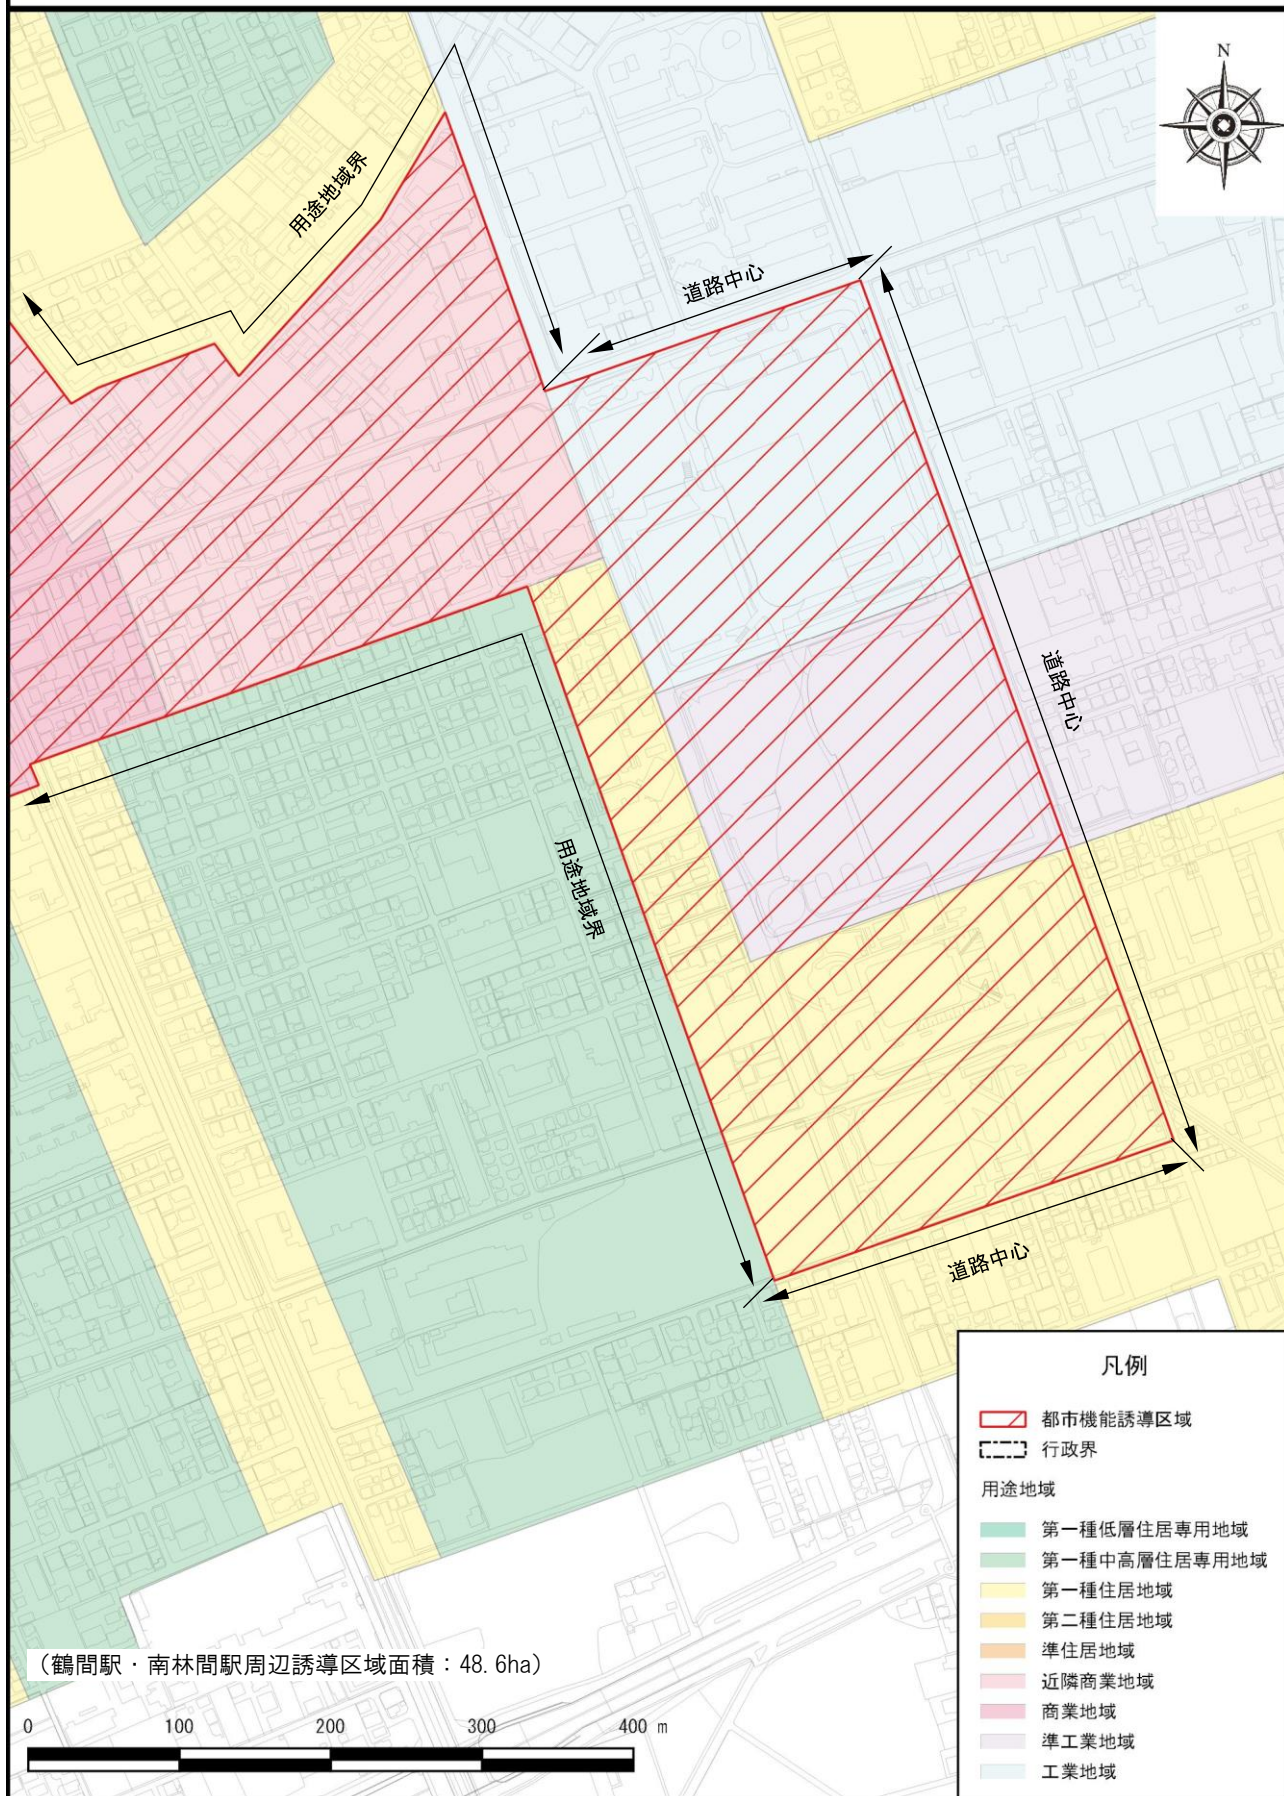 N
用途地域界
道路中心
道路中心
用途地域界
道路中心
凡例
都市機能誘導区域
行政界
用途地域
第一種低層住居専用地域
第一種中高層住居専用地域
第一種住居地域
第二種住居地域
準住居地域
近隣商業地域
商業地域
準工業地域
工業地域
（鶴間駅・南林間駅周辺誘導区域面積：48.6ha）
0 100 200 300 400 m